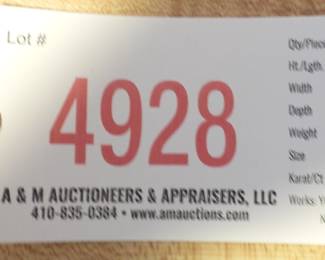 Lot #
4928
A & M AUCTIONEERS & APPRAISERS, LLC
410-835-0384 • www.amauctions.com
Qty/Piece
Ht./Lgth.
Width
Depth
Weight
Size
Karat/Ct
Works: Y
N